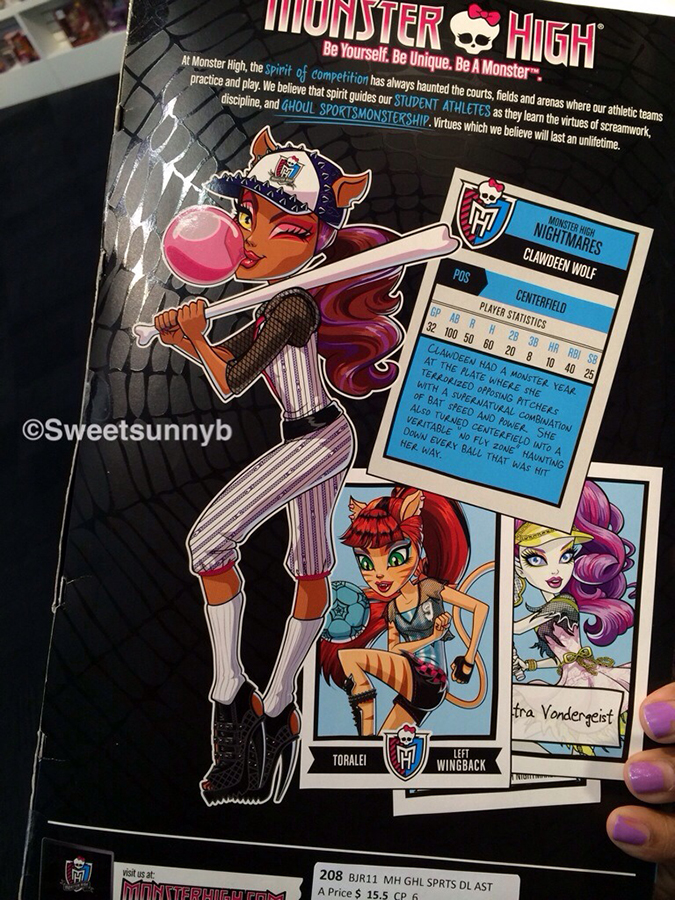 MONSTER HIGH®
Be Yourself. Be Unique. Be A Monster™.
At Monster High, the spirit of competition has always haunted the courts, fields and arenas where our athletic teams
practice and play. We believe that spirit guides our STUDENT ATHLETES as they learn the virtues of screamwork,
discipline, and GHOUL SPORTSMONSTERSHIP. Virtues which we believe will last an unlifetime.
MONSTER HIGH
NIGHTMARES
CLAWDEEN WOLF
POS CENTERFIELD
PLAYER STATISTICS
GP AB R H 2B 3B HR RBI SB
32 100 50 60 20 8 10 40 25
CLAWDEEN HAD A MONSTER YEAR
AT THE PLATE WHERE SHE
TERRORIZED OPPOSING PITCHERS
WITH A SUPERNATURAL COMBINATION
OF BAT SPEED AND POWER. SHE
ALSO TURNED CENTERFIELD INTO A
VERITABLE "NO FLY ZONE" HAUNTING
DOWN EVERY BALL THAT WAS HIT
HER WAY.
©Sweetsunnyb
tra Vondergeist
TORALEI
LEFT
WINGBACK
visit us at:
MONSTERHIGH.COM
208 BJR11 MH GHL SPRTS DL AST
A Price $ 15.5 CP 6